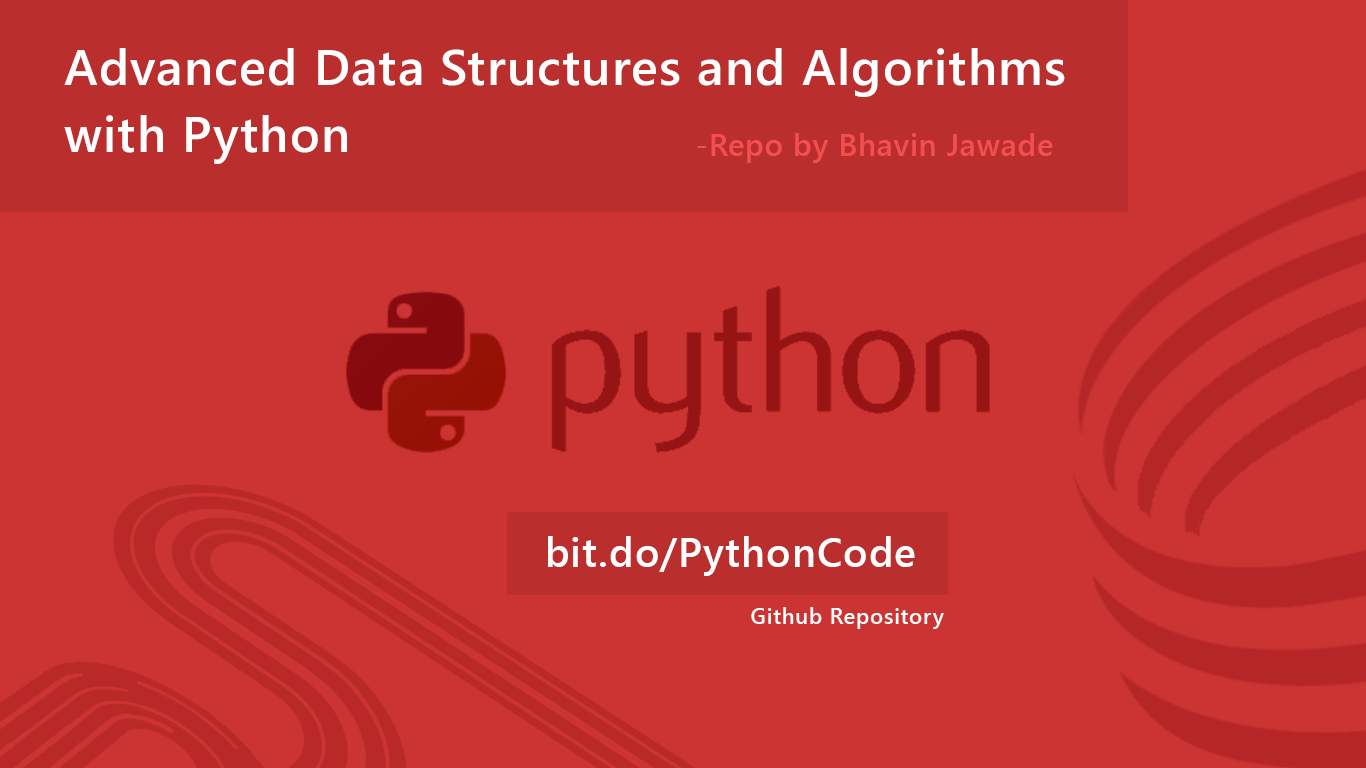 Advanced Data Structures and Algorithms
with Python
-Repo by Bhavin Jawade
python
bit.do/PythonCode
Github Repository